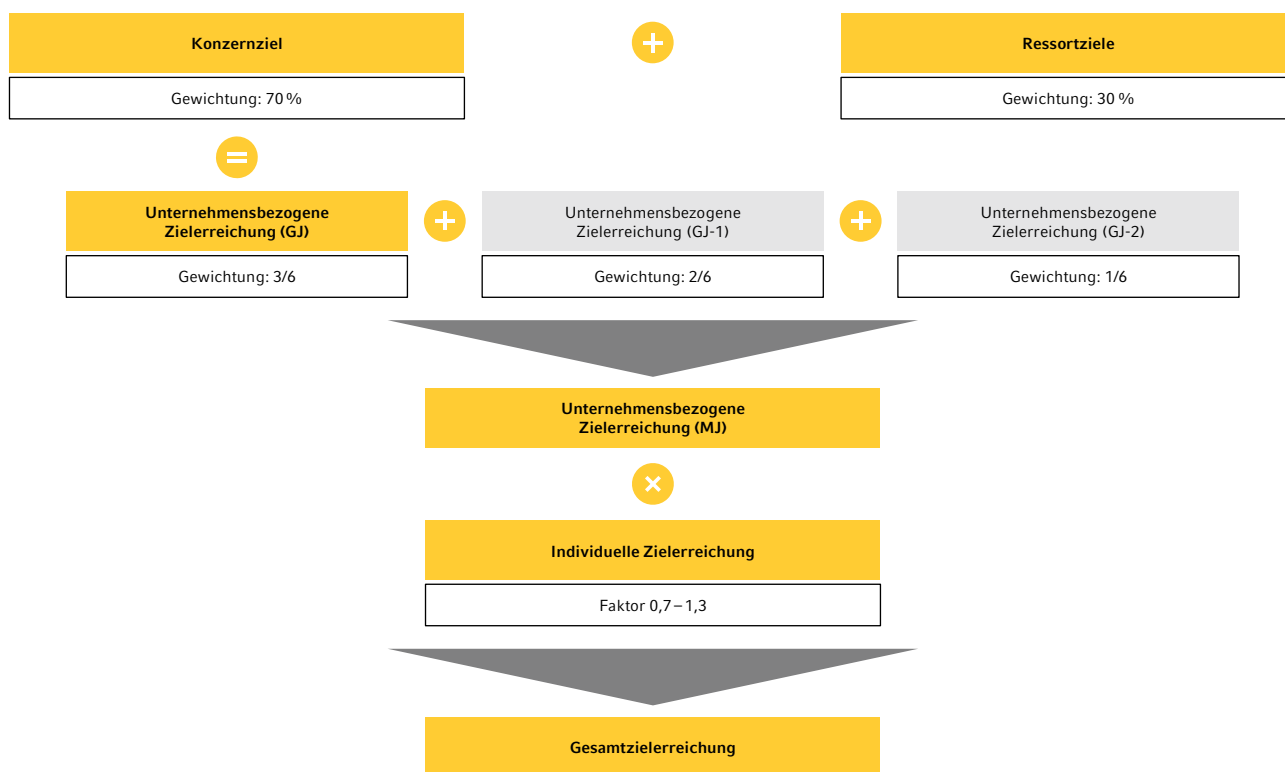 Konzernziel
+
Ressortziele
Gewichtung: 70 %
Gewichtung: 30 %
=
Unternehmensbezogene
Zielerreichung (GJ)
+
Unternehmensbezogene
Zielerreichung (GJ-1)
+
Unternehmensbezogene
Zielerreichung (GJ-2)
Gewichtung: 3/6
Gewichtung: 2/6
Gewichtung: 1/6
Unternehmensbezogene
Zielerreichung (MJ)
×
Individuelle Zielerreichung
Faktor 0,7 – 1,3
Gesamtzielerreichung